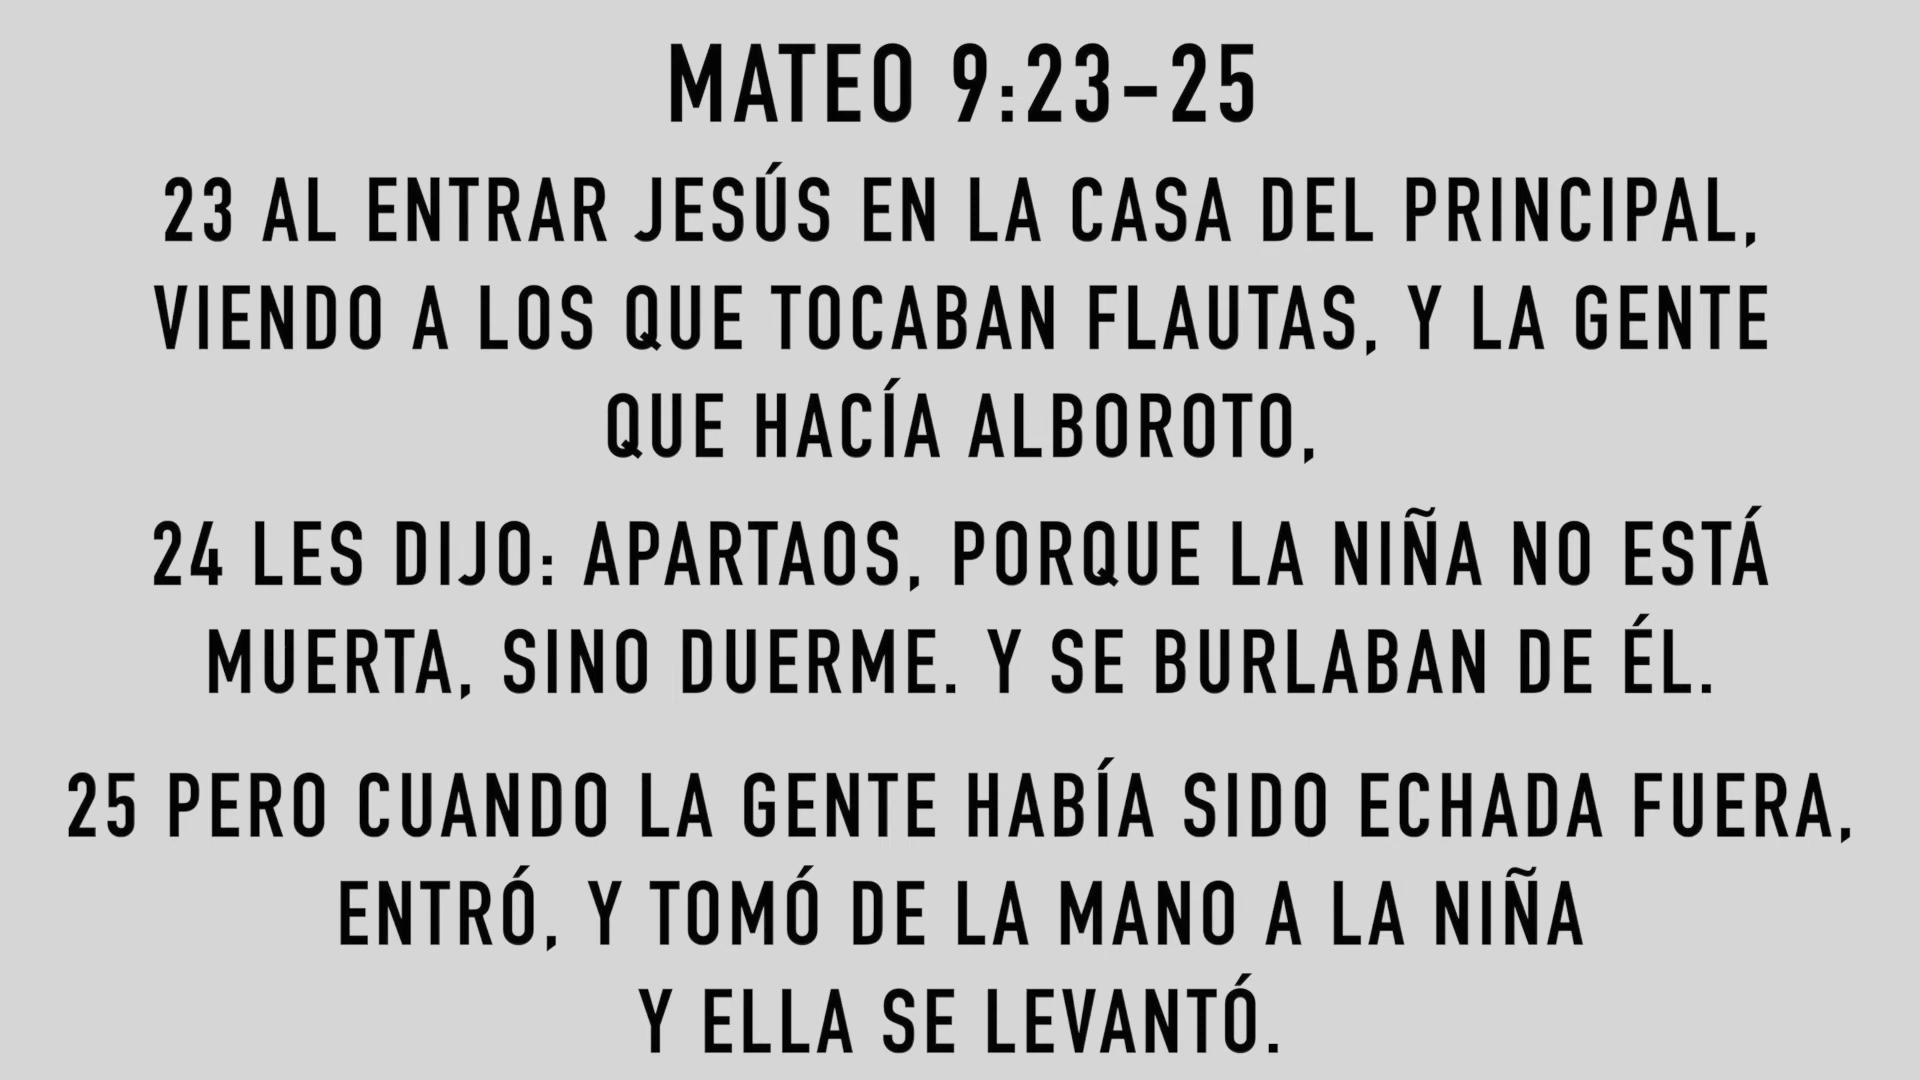 MATEO 9:23-25
23 AL ENTRAR JESÚS EN LA CASA DEL PRINCIPAL,
VIENDO A LOS QUE TOCABAN FLAUTAS, Y LA GENTE
QUE HACÍA ALBOROTO,
24 LES DIJO: APARTAOS, PORQUE LA NIÑA NO ESTÁ
MUERTA, SINO DUERME. Y SE BURLABAN DE ÉL.
25 PERO CUANDO LA GENTE HABÍA SIDO ECHADA FUERA,
ENTRÓ, Y TOMÓ DE LA MANO A LA NIÑA
Y ELLA SE LEVANTÓ.